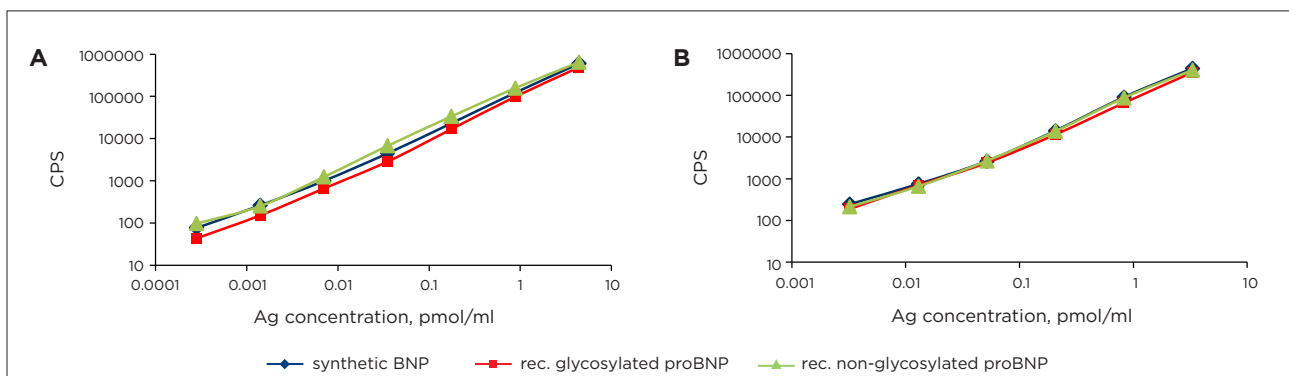 A
1000000
100000
10000
1000
100
10
CPS
0.0001 0.001 0.01 0.1 1 10
Ag concentration, pmol/ml
B
1000000
100000
10000
1000
100
10
CPS
0.001 0.01 0.1 1 10
Ag concentration, pmol/ml
synthetic BNP rec. glycosylated proBNP rec. non-glycosylated proBNP